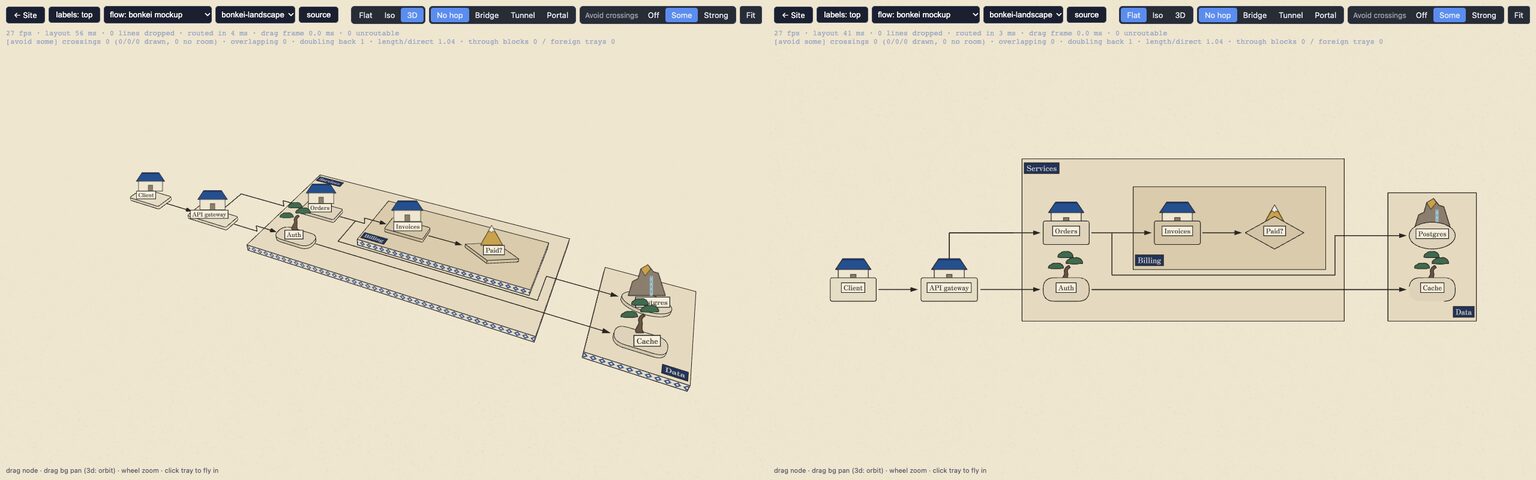 ← Site labels: top flow: bonkei mockup bonkei-landscape source Flat Iso 3D No hop Bridge Tunnel Portal Avoid crossings Off Some Strong Fit
27 fps · layout 56 ms · 0 lines dropped · routed in 4 ms · drag frame 0.0 ms · 0 unroutable
[avoid some] crossings 0 (0/0/0 drawn, 0 no room) · overlapping 0 · doubling back 1 · length/direct 1.04 · through blocks 0 / foreign trays 0
Client
API gateway
Orders
Auth
Billing
Invoices
Paid?
Cache
Data
drag node · drag bg pan (3d: orbit) · wheel zoom · click tray to fly in
← Site labels: top flow: bonkei mockup bonkei-landscape source Flat Iso 3D No hop Bridge Tunnel Portal Avoid crossings Off Some Strong Fit
27 fps · layout 41 ms · 0 lines dropped · routed in 3 ms · drag frame 0.0 ms · 0 unroutable
[avoid some] crossings 0 (0/0/0 drawn, 0 no room) · overlapping 0 · doubling back 1 · length/direct 1.04 · through blocks 0 / foreign trays 0
Services
Orders
Invoices
Paid?
Postgres
Billing
Client
API gateway
Auth
Cache
Data
drag node · drag bg pan (3d: orbit) · wheel zoom · click tray to fly in